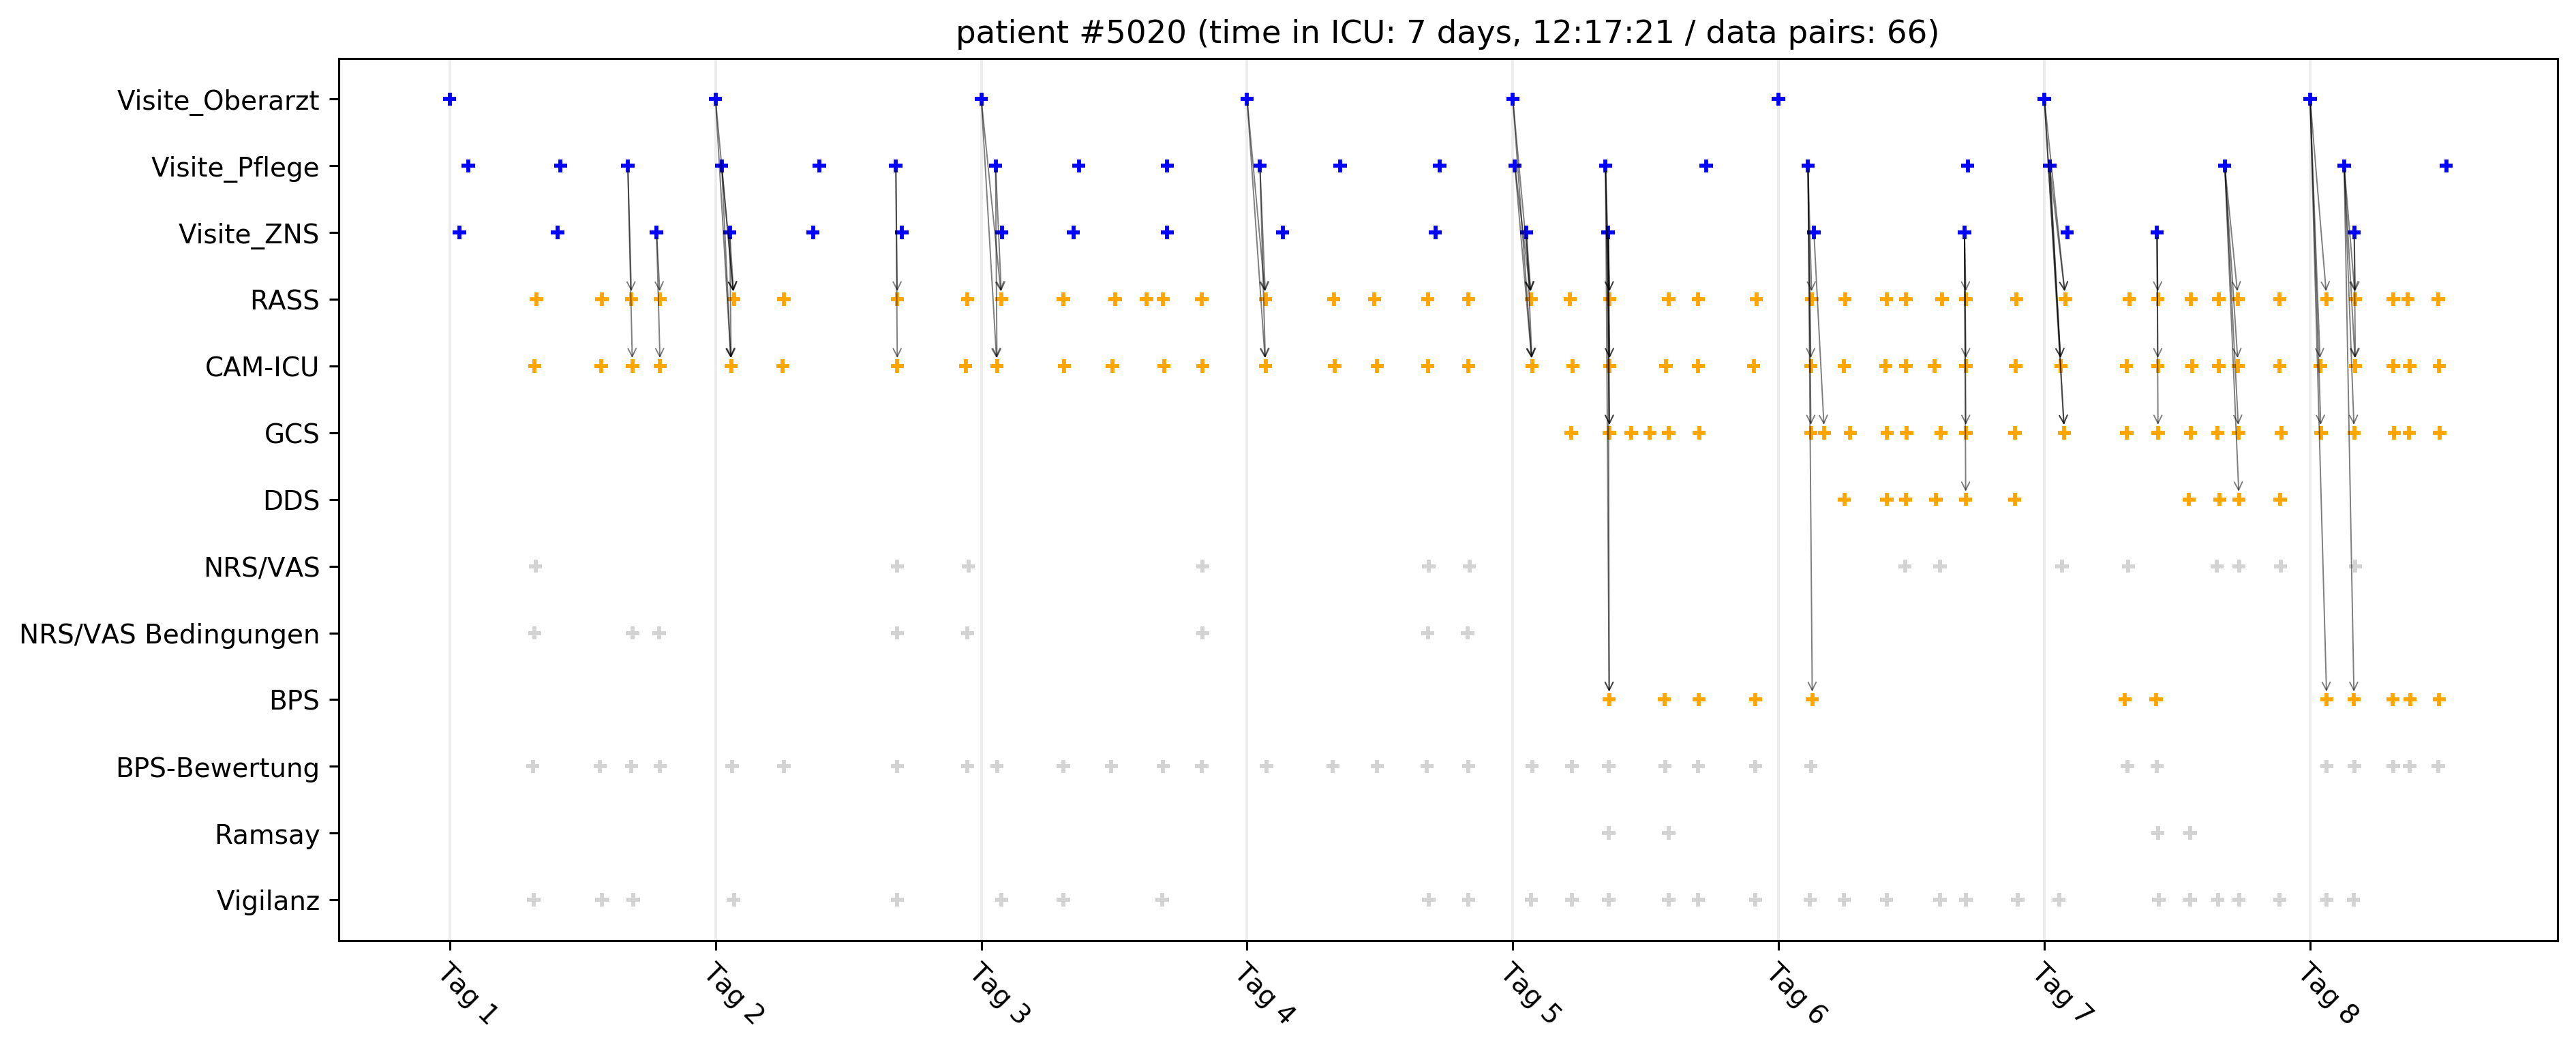 patient #5020 (time in ICU: 7 days, 12:17:21 / data pairs: 66)
Visite_Oberarzt
Visite_Pflege
Visite_ZNS
RASS
CAM-ICU
GCS
DDS
NRS/VAS
NRS/VAS Bedingungen
BPS
BPS-Bewertung
Ramsay
Vigilanz
Tag 1
Tag 2
Tag 3
Tag 4
Tag 5
Tag 6
Tag 7
Tag 8